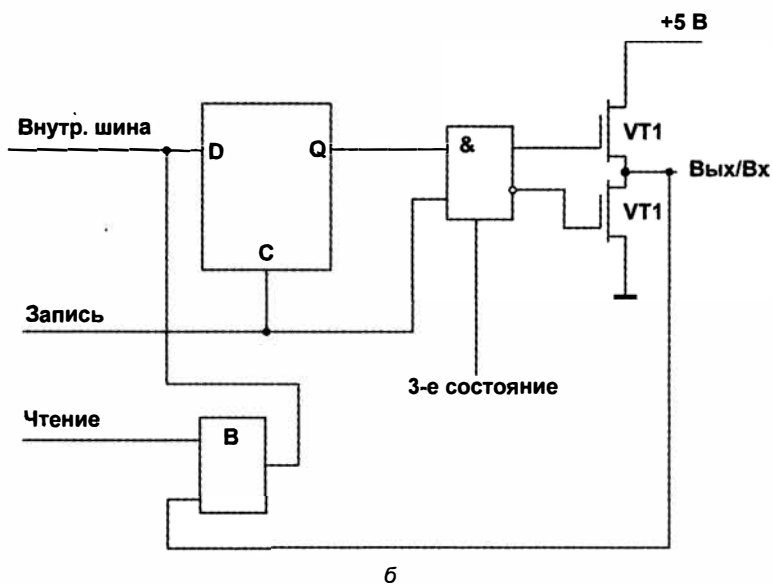 +5 В
Внутр. шина
D
Q
&
VT1
Вых/Вх
VT1
C
Запись
3-е состояние
Чтение
B
б